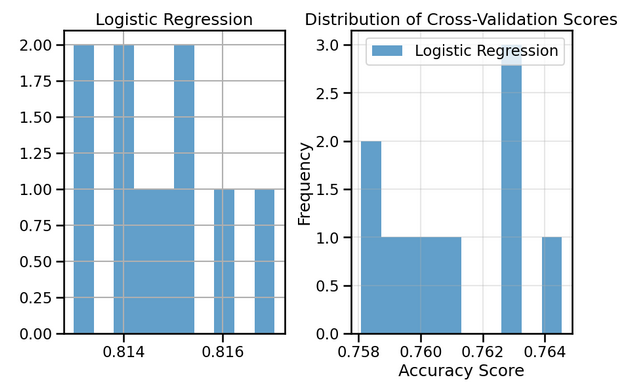 Logistic Regression
2.00
1.75
1.50
1.25
1.00
0.75
0.50
0.25
0.00
0.814 0.816
Distribution of Cross-Validation Scores
Logistic Regression
3.0
2.5
2.0
1.5
1.0
0.5
0.0
Frequency
0.758 0.760 0.762 0.764
Accuracy Score